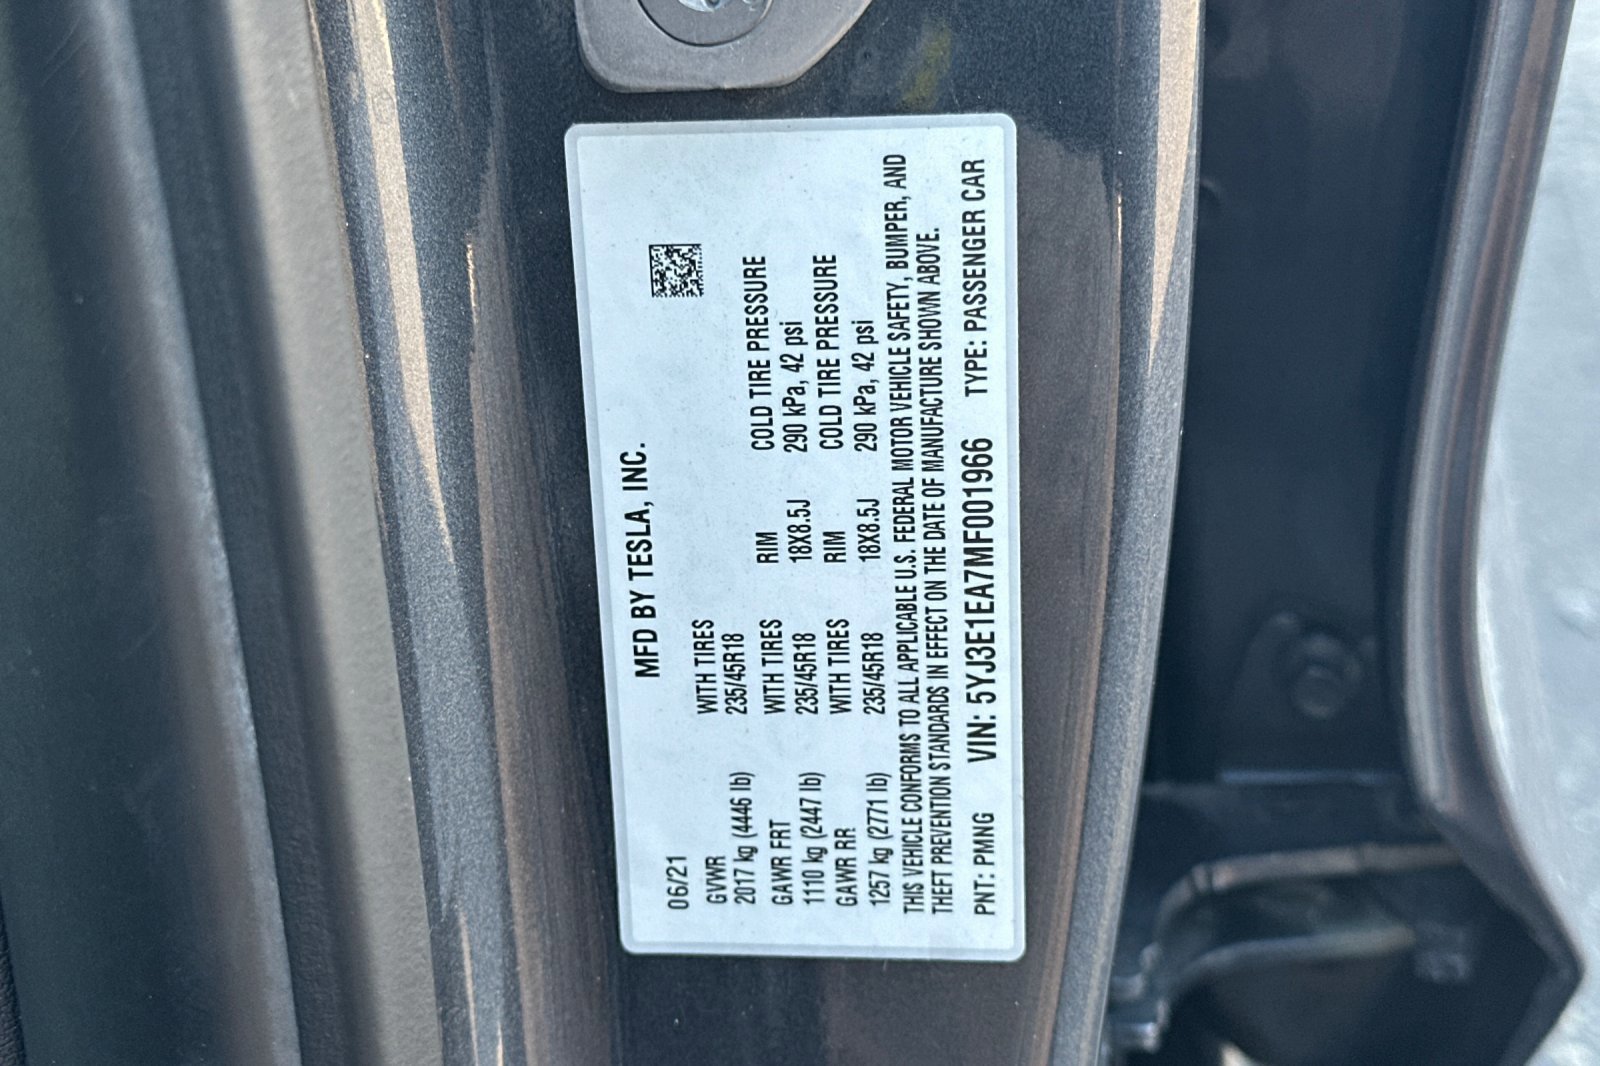 MFD BY TESLA, INC.
06/21
GVWR WITH TIRES
2017 kg (4446 lb) 235/45R18 COLD TIRE PRESSURE
GAWR FRT WITH TIRES RIM 290 kPa, 42 psi
1110 kg (2447 lb) 235/45R18 18X8.5J COLD TIRE PRESSURE
GAWR RR WITH TIRES RIM 290 kPa, 42 psi
1257 kg (2771 lb) 235/45R18 18X8.5J
THIS VEHICLE CONFORMS TO ALL APPLICABLE U.S. FEDERAL MOTOR VEHICLE SAFETY, BUMPER, AND
THEFT PREVENTION STANDARDS IN EFFECT ON THE DATE OF MANUFACTURE SHOWN ABOVE.
PNT: PMNG VIN: 5YJ3E1EA7MF001966 TYPE: PASSENGER CAR